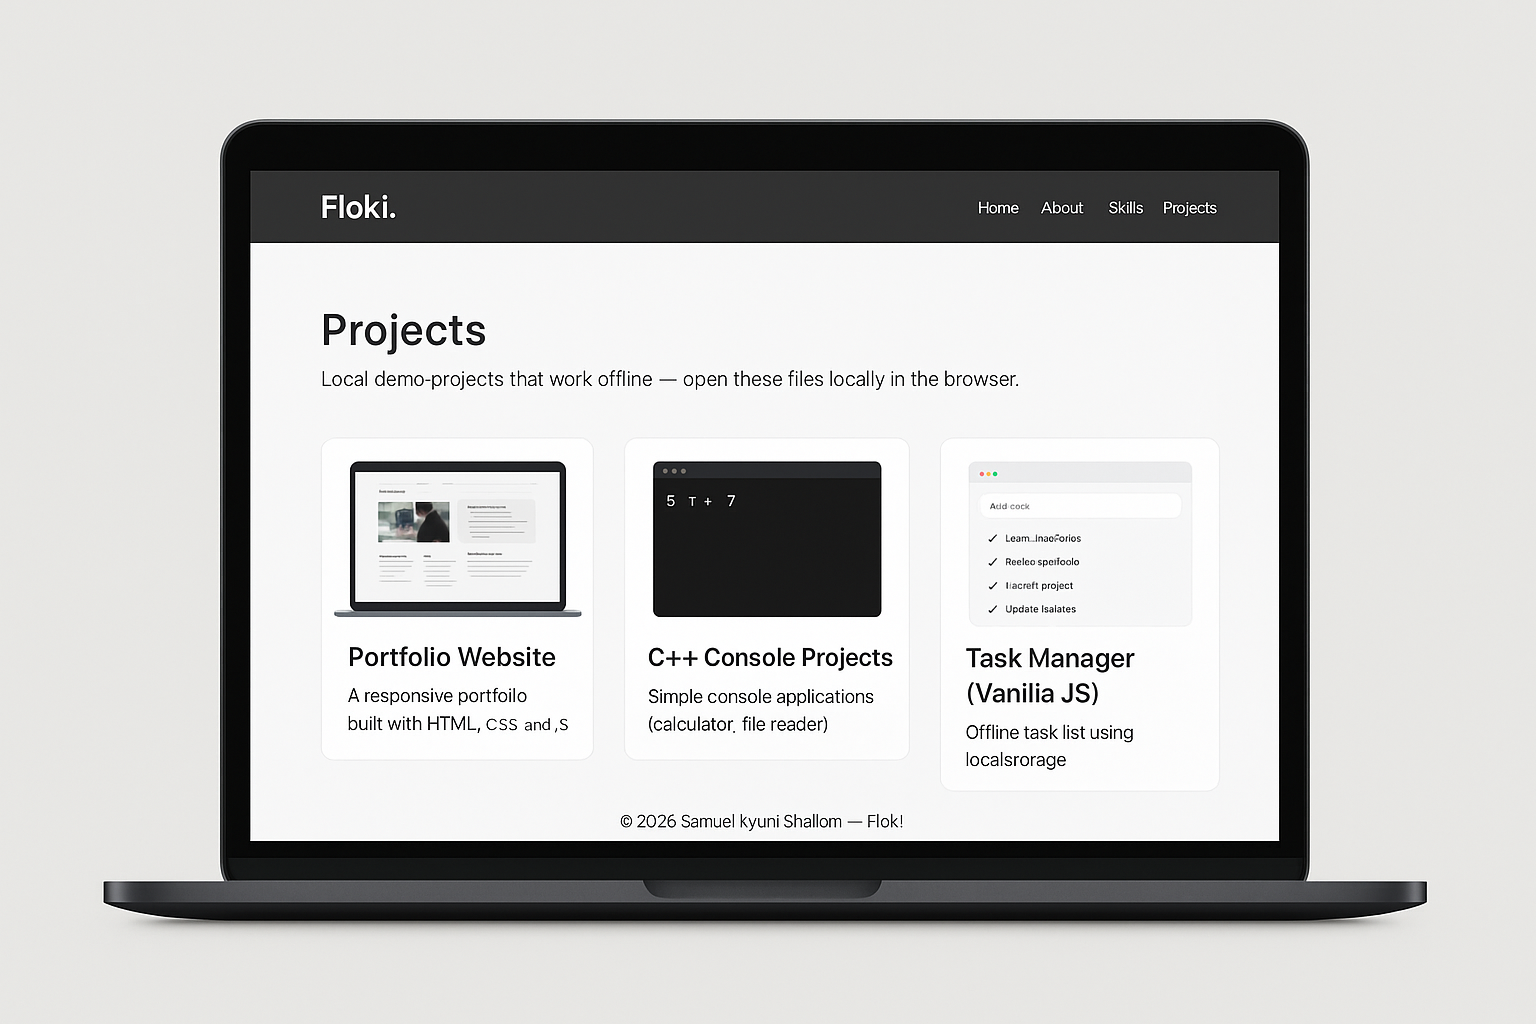 Floki.
Home About Skills Projects
Projects
Local demo-projects that work offline — open these files locally in the browser.
5 T + 7
Add cock
Learn..InaoForios
Reeleo speifoolo
Hacreft project
Update Isalates
Portfolio Website
A responsive portfoilo
built with HTML, CSS and ,S
C++ Console Projects
Simple console applications
(calculator, file reader)
Task Manager
(Vanilia JS)
Offline task list using
localsrorage
© 2026 Samuel kyuni Shallom — Flok!